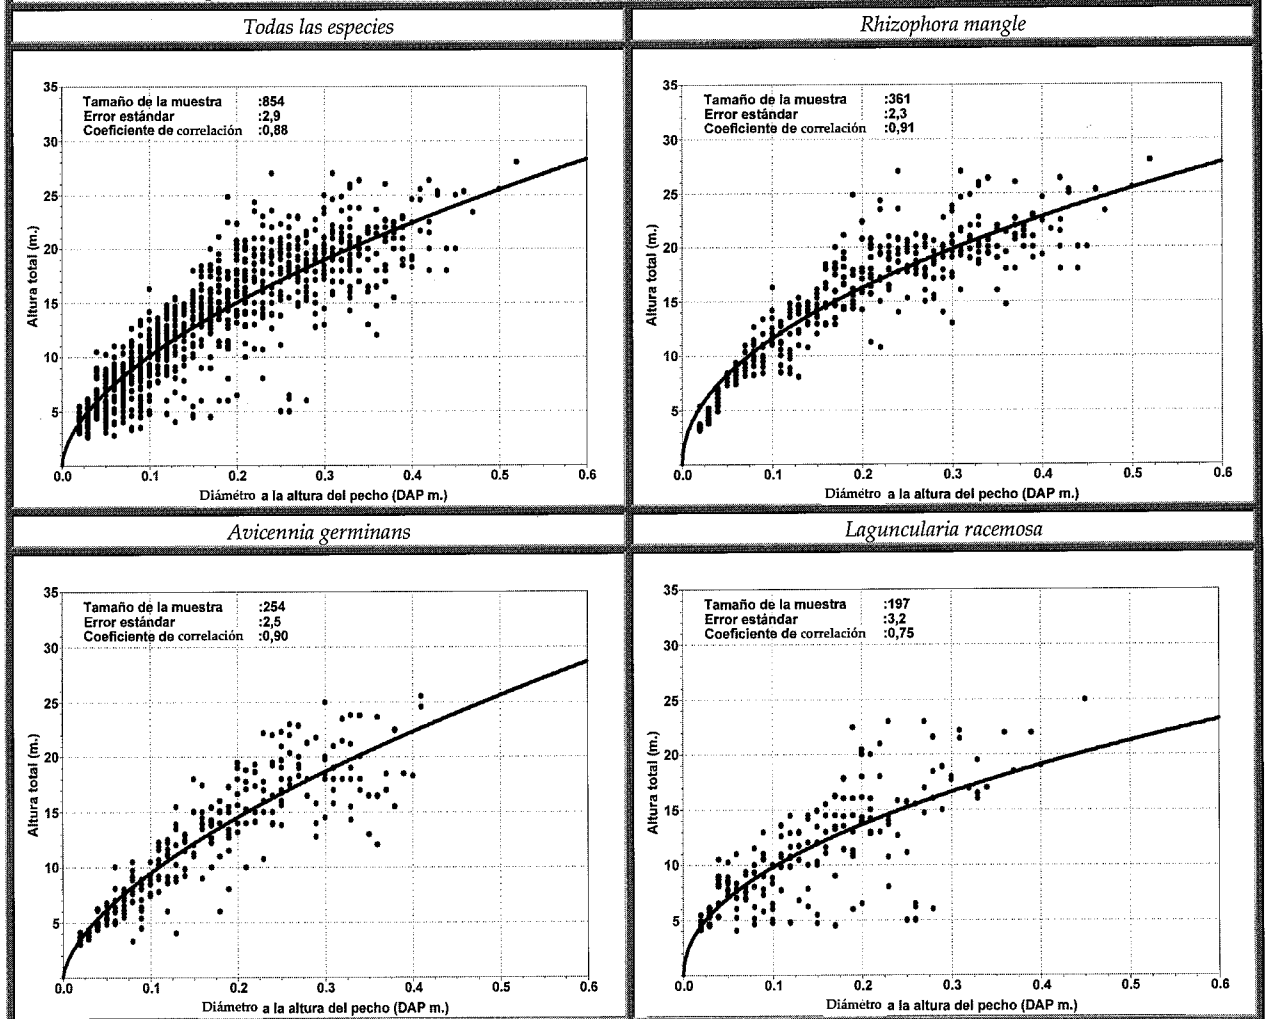 Todas las especies
Rhizophora mangle
Tamaño de la muestra :854
Error estándar :2,9
Coeficiente de correlación :0,88
35
30
25
20
15
10
5
Altura total (m.)
0.0 0.1 0.2 0.3 0.4 0.5 0.6
Diámétro a la altura del pecho (DAP m.)
Tamaño de la muestra :361
Error estándar :2,3
Coeficiente de correlación :0,91
35
30
25
20
15
10
5
Altura total (m.)
0.0 0.1 0.2 0.3 0.4 0.5 0.6
Diámetro a la altura del pecho (DAP m.)
Avicennia germinans
Laguncularia racemosa
Tamaño de la muestra :254
Error estándar :2,5
Coeficiente de correlación :0,90
35
30
25
20
15
10
5
Altura total (m.)
0.0 0.1 0.2 0.3 0.4 0.5 0.6
Diámetro a la altura del pecho (DAP m.)
Tamaño de la muestra :197
Error estándar :3,2
Coeficiente de correlación :0,75
35
30
25
20
15
10
5
Altura total (m.)
0.0 0.1 0.2 0.3 0.4 0.5 0.6
Diámetro a la altura del pecho (DAP m.)